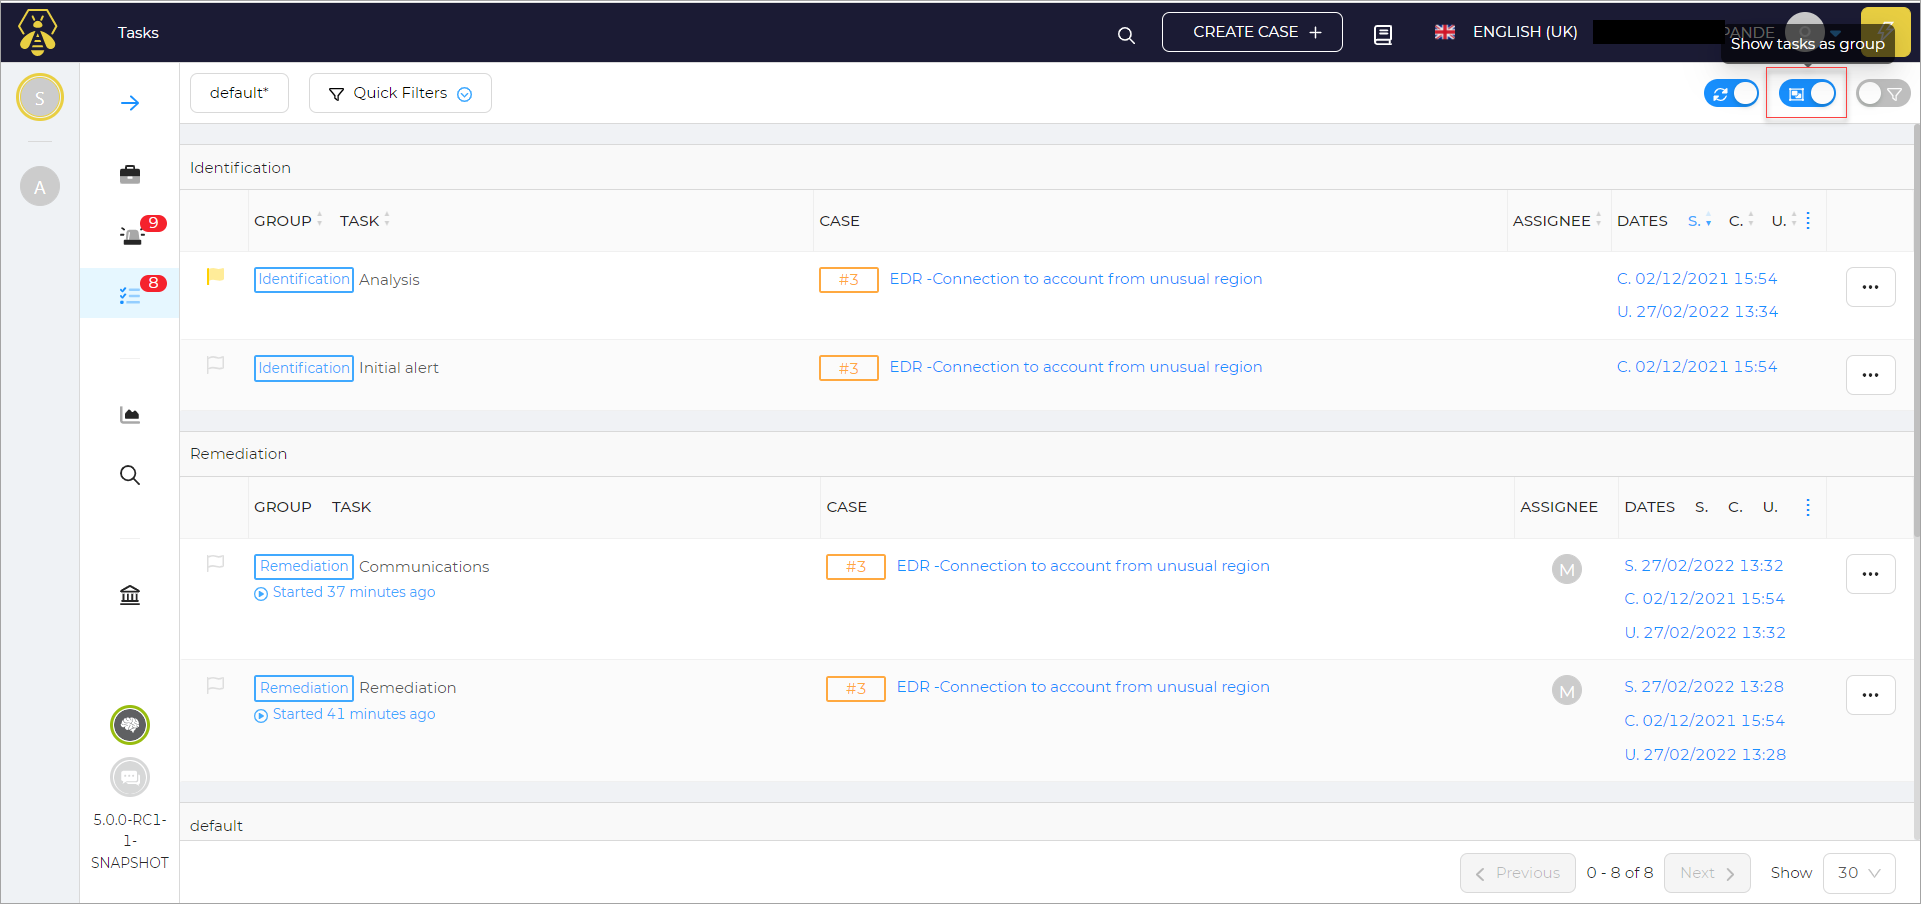 Tasks
CREATE CASE +
ENGLISH (UK)
PANDE
Show tasks as group
S
A
default*
Quick Filters
9
8
Identification
GROUP TASK CASE ASSIGNEE DATES S. C. U.
Identification Analysis #3 EDR -Connection to account from unusual region C. 02/12/2021 15:54
U. 27/02/2022 13:34
Identification Initial alert #3 EDR -Connection to account from unusual region C. 02/12/2021 15:54
Remediation
GROUP TASK CASE ASSIGNEE DATES S. C. U.
Remediation Communications #3 EDR -Connection to account from unusual region M S. 27/02/2022 13:32
Started 37 minutes ago
C. 02/12/2021 15:54
U. 27/02/2022 13:32
Remediation Remediation #3 EDR -Connection to account from unusual region M S. 27/02/2022 13:28
Started 41 minutes ago
C. 02/12/2021 15:54
U. 27/02/2022 13:28
default
5.0.0-RC1-
1-
SNAPSHOT
Previous 0 - 8 of 8 Next Show 30